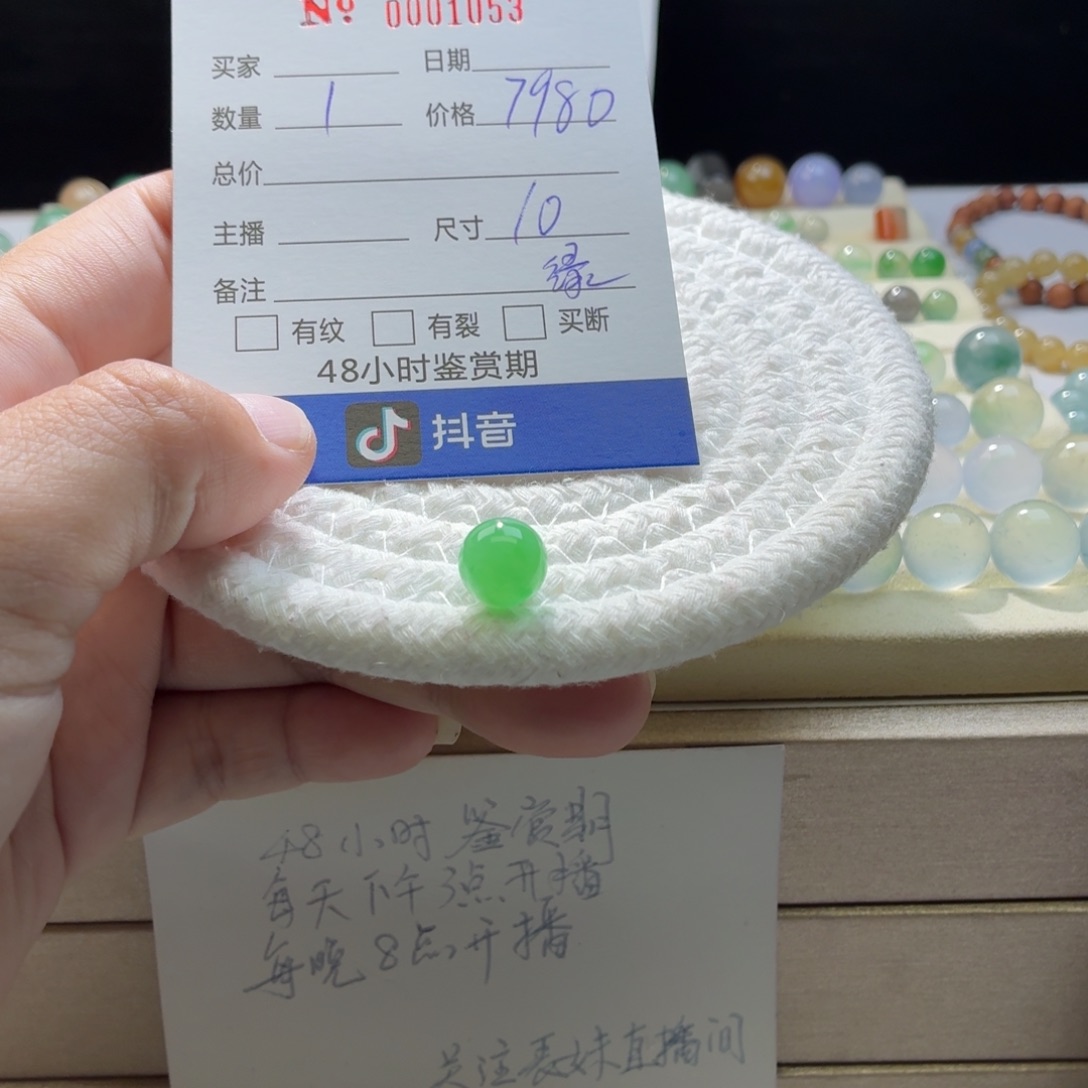 No 0001053
买家 日期
数量 1 价格 7980
总价
主播 尺寸 10
备注 缘
有纹 有裂 买断
48小时鉴赏期
抖音
48小时鉴赏期
每天下午3点开播
每晚8点开播
关注表妹直播间